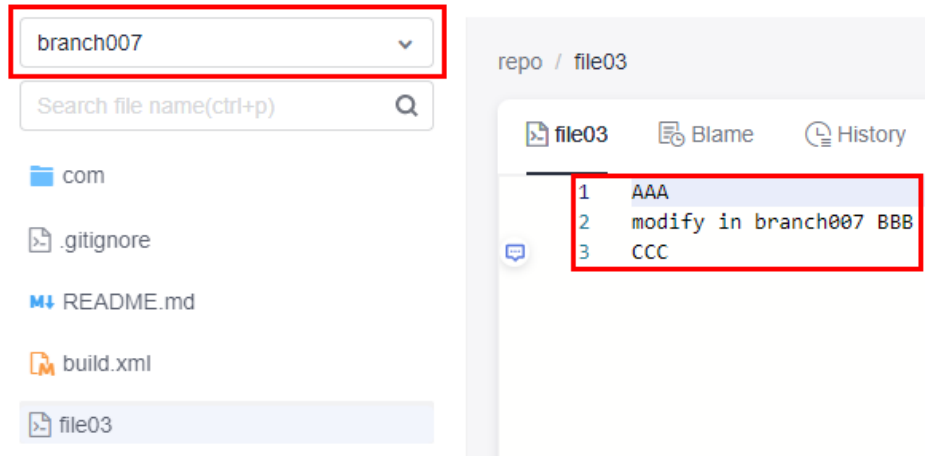 branch007
Search file name(ctrl+p)
com
.gitignore
M↓ README.md
build.xml
file03
repo / file03
file03 Blame History
1 AAA
2 modify in branch007 BBB
3 CCC